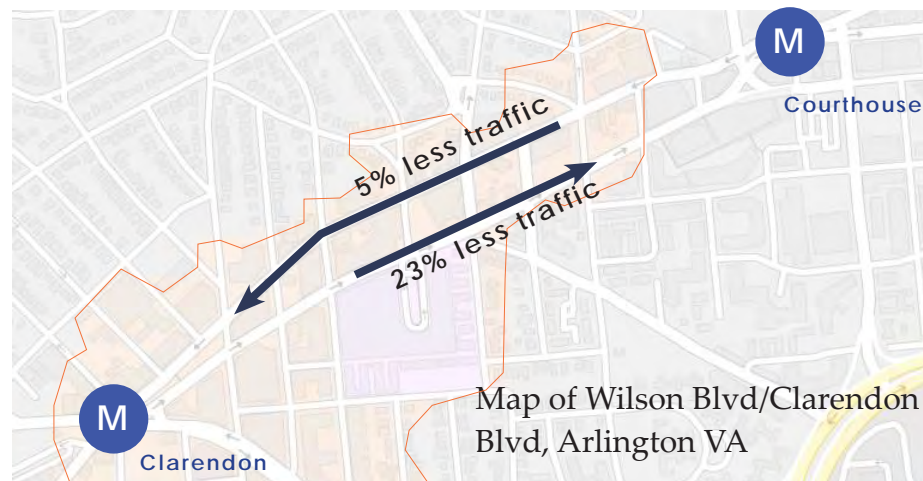 M
Courthouse
5% less traffic
23% less traffic
Map of Wilson Blvd/Clarendon
Blvd, Arlington VA
M
Clarendon